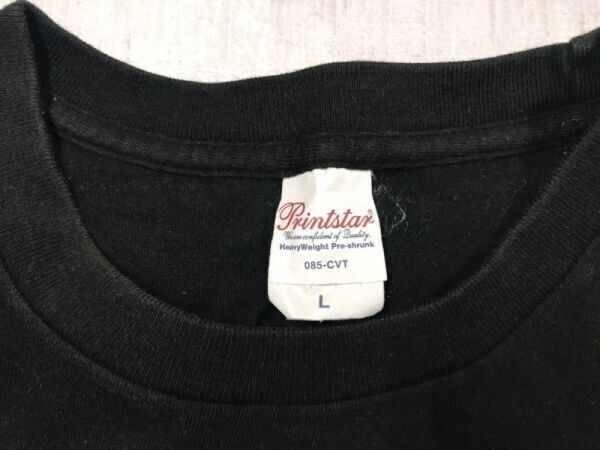 Printstar®
We are confident of Quality.
HeavyWeight Pre-shrunk
085-CVT
L